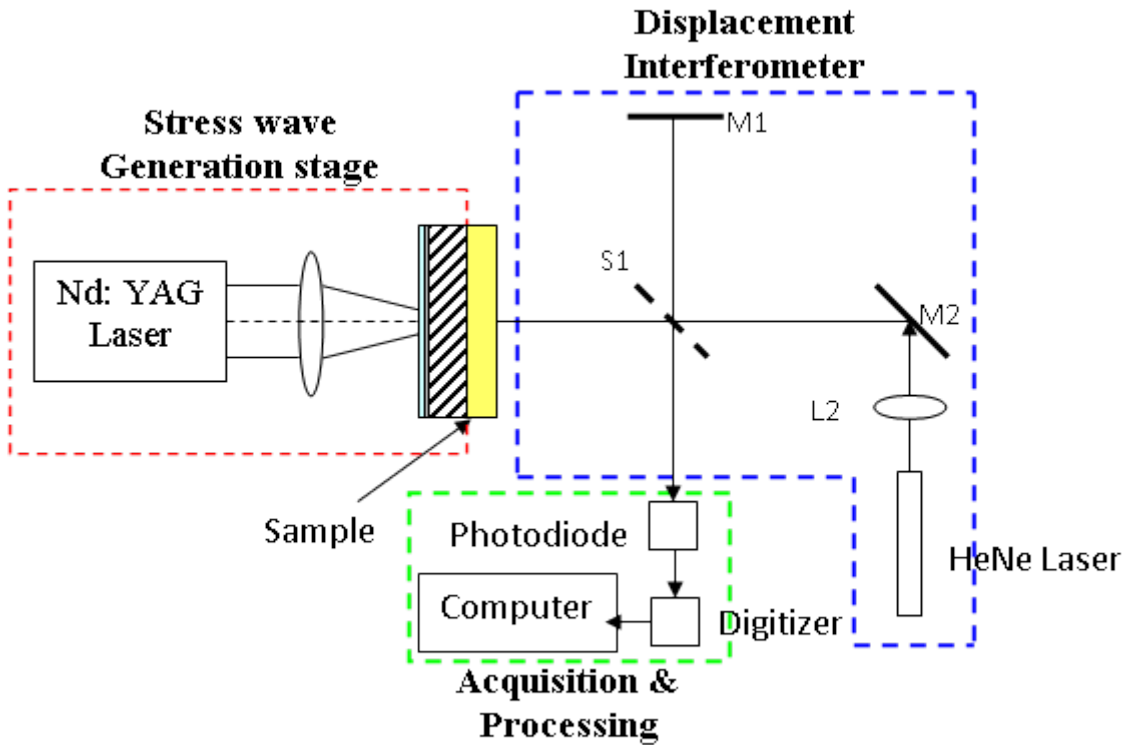 Displacement
Interferometer
Stress wave
Generation stage
M1
S1
Nd: YAG
Laser
M2
L2
Sample
Photodiode
HeNe Laser
Computer
Digitizer
Acquisition &
Processing